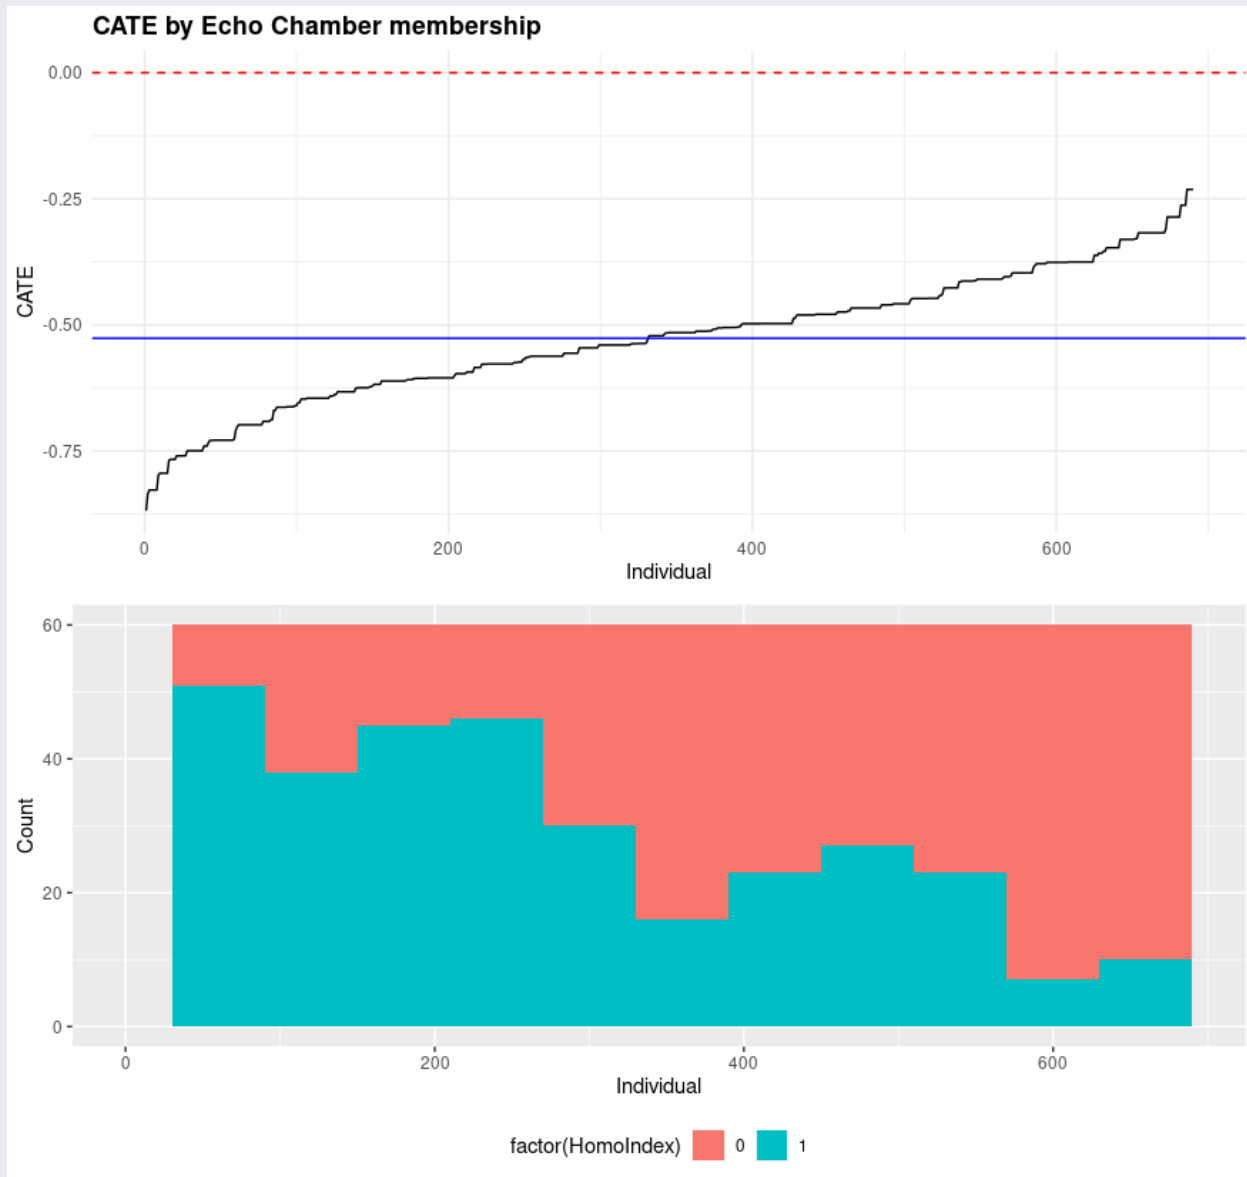 CATE by Echo Chamber membership
0.00
-0.25
-0.50
-0.75
CATE
0 200 400 600
Individual
60
40
20
0
Count
0 200 400 600
Individual
factor(HomoIndex) 0 1